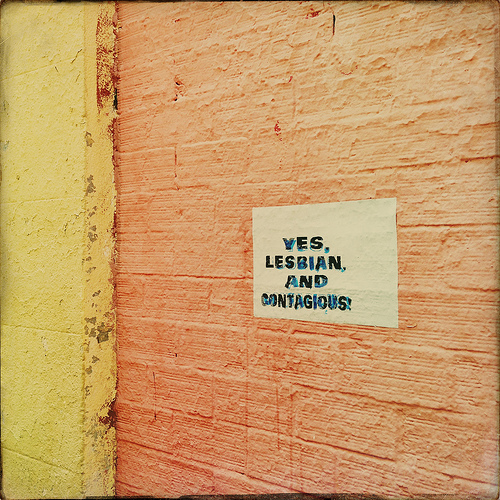 YES,
LESBIAN,
AND
CONTAGIOUS!